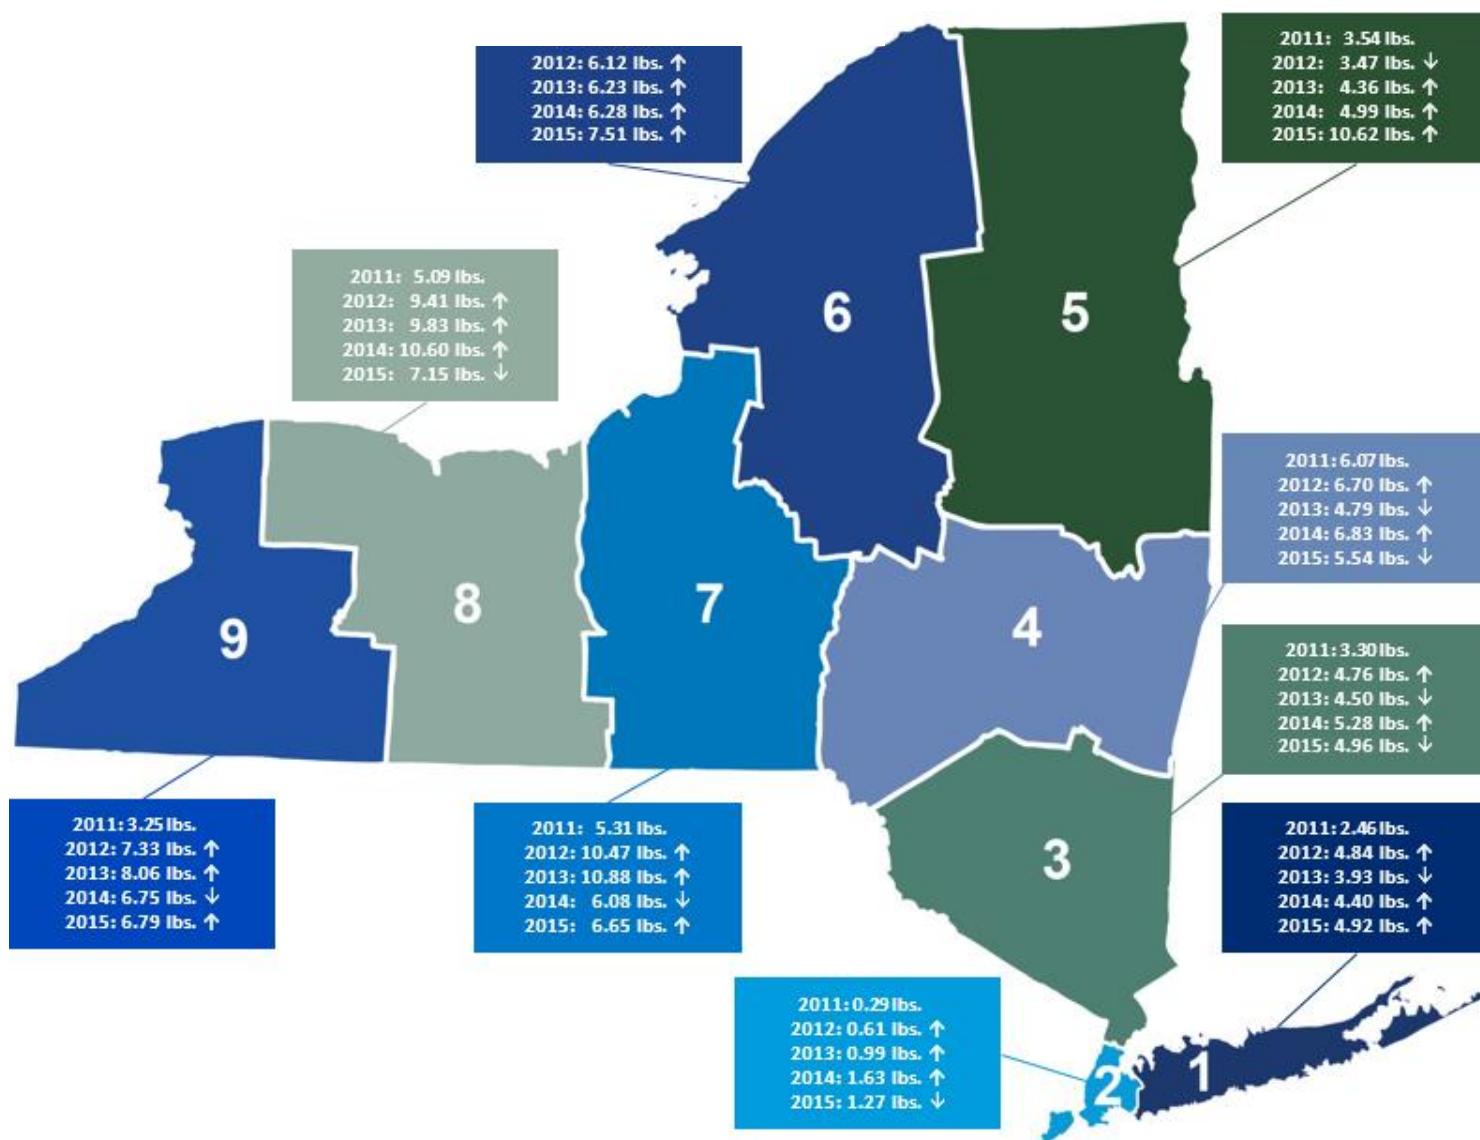 2012: 6.12 lbs. ↑
2013: 6.23 lbs. ↑
2014: 6.28 lbs. ↑
2015: 7.51 lbs. ↑
2011: 3.54 lbs.
2012: 3.47 lbs. ↓
2013: 4.36 lbs. ↑
2014: 4.99 lbs. ↑
2015: 10.62 lbs. ↑
2011: 5.09 lbs.
2012: 9.41 lbs. ↑
2013: 9.83 lbs. ↑
2014: 10.60 lbs. ↑
2015: 7.15 lbs. ↓
6
5
2011: 6.07 lbs.
2012: 6.70 lbs. ↑
2013: 4.79 lbs. ↓
2014: 6.83 lbs. ↑
2015: 5.54 lbs. ↓
9
8
7
4
2011: 3.30 lbs.
2012: 4.76 lbs. ↑
2013: 4.50 lbs. ↓
2014: 5.28 lbs. ↑
2015: 4.96 lbs. ↓
2011: 3.25 lbs.
2012: 7.33 lbs. ↑
2013: 8.06 lbs. ↑
2014: 6.75 lbs. ↓
2015: 6.79 lbs. ↑
2011: 5.31 lbs.
2012: 10.47 lbs. ↑
2013: 10.88 lbs. ↑
2014: 6.08 lbs. ↓
2015: 6.65 lbs. ↑
3
2011: 2.46 lbs.
2012: 4.84 lbs. ↑
2013: 3.93 lbs. ↓
2014: 4.40 lbs. ↑
2015: 4.92 lbs. ↑
2011: 0.29 lbs.
2012: 0.61 lbs. ↑
2013: 0.99 lbs. ↑
2014: 1.63 lbs. ↑
2015: 1.27 lbs. ↓
2
1